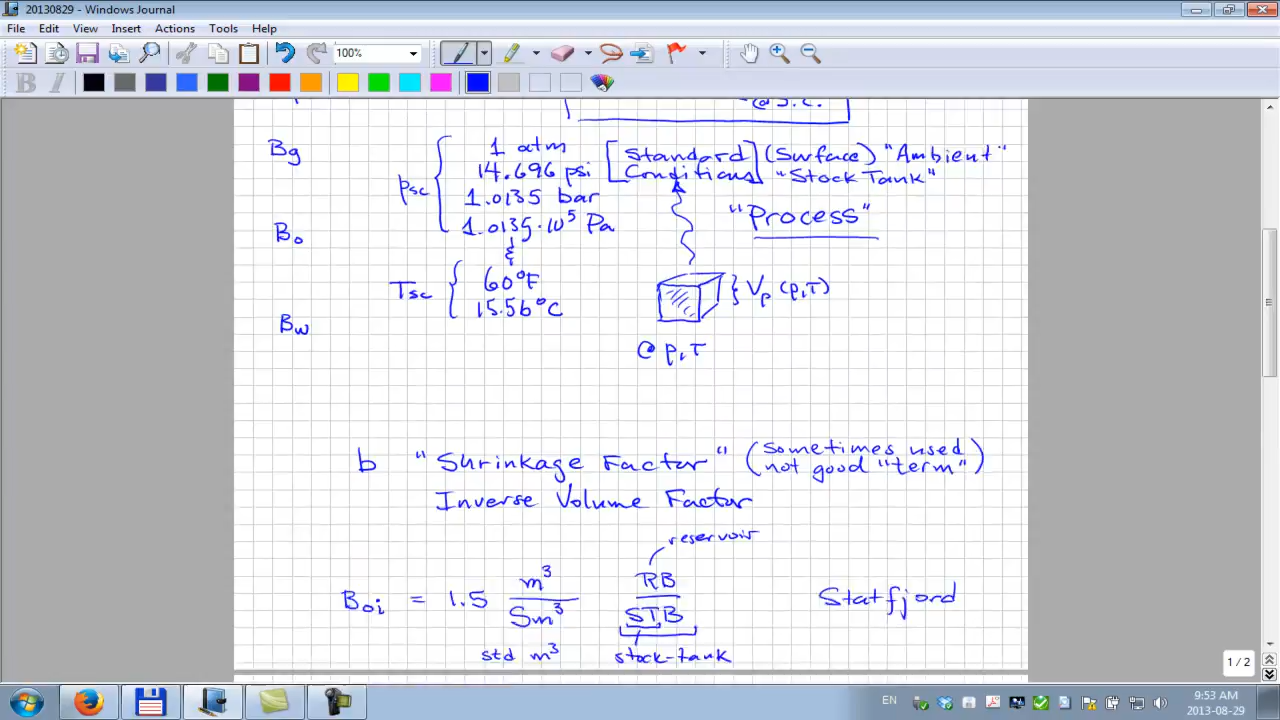 20130829 - Windows Journal
File Edit View Insert Actions Tools Help
100%
B I
@ S.C.
Bg
psc { 1 atm
14.696 psi
1.0135 bar
1.0135·10⁵ Pa
[Standard Conditions] (Surface) "Ambient"
"Stock Tank"
"Process"
Bo
&
Tsc { 60°F
15.56°C
} Vp (p,T)
Bw
@ p,T
b "Shrinkage Factor" (sometimes used
not good "term")
Inverse Volume Factor
reservoir
Boi = 1.5 m³/Sm³ RB/STB Statfjord
std m³ stock-tank
1 / 2
EN
9:53 AM
2013-08-29